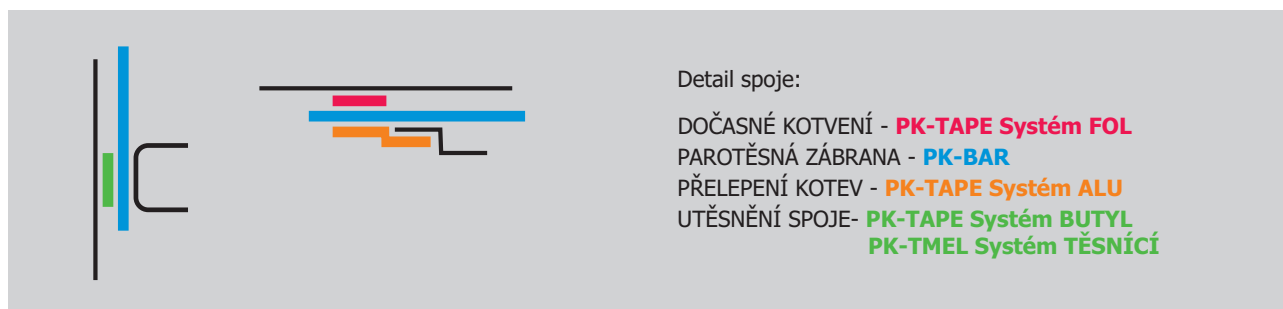 Detail spoje:
DOČASNÉ KOTVENÍ - PK-TAPE Systém FOL
PAROTĚSNÁ ZÁBRANA - PK-BAR
PŘELEPENÍ KOTEV - PK-TAPE Systém ALU
UTĚSNĚNÍ SPOJE- PK-TAPE Systém BUTYL
PK-TMEL Systém TĚSNÍCÍ